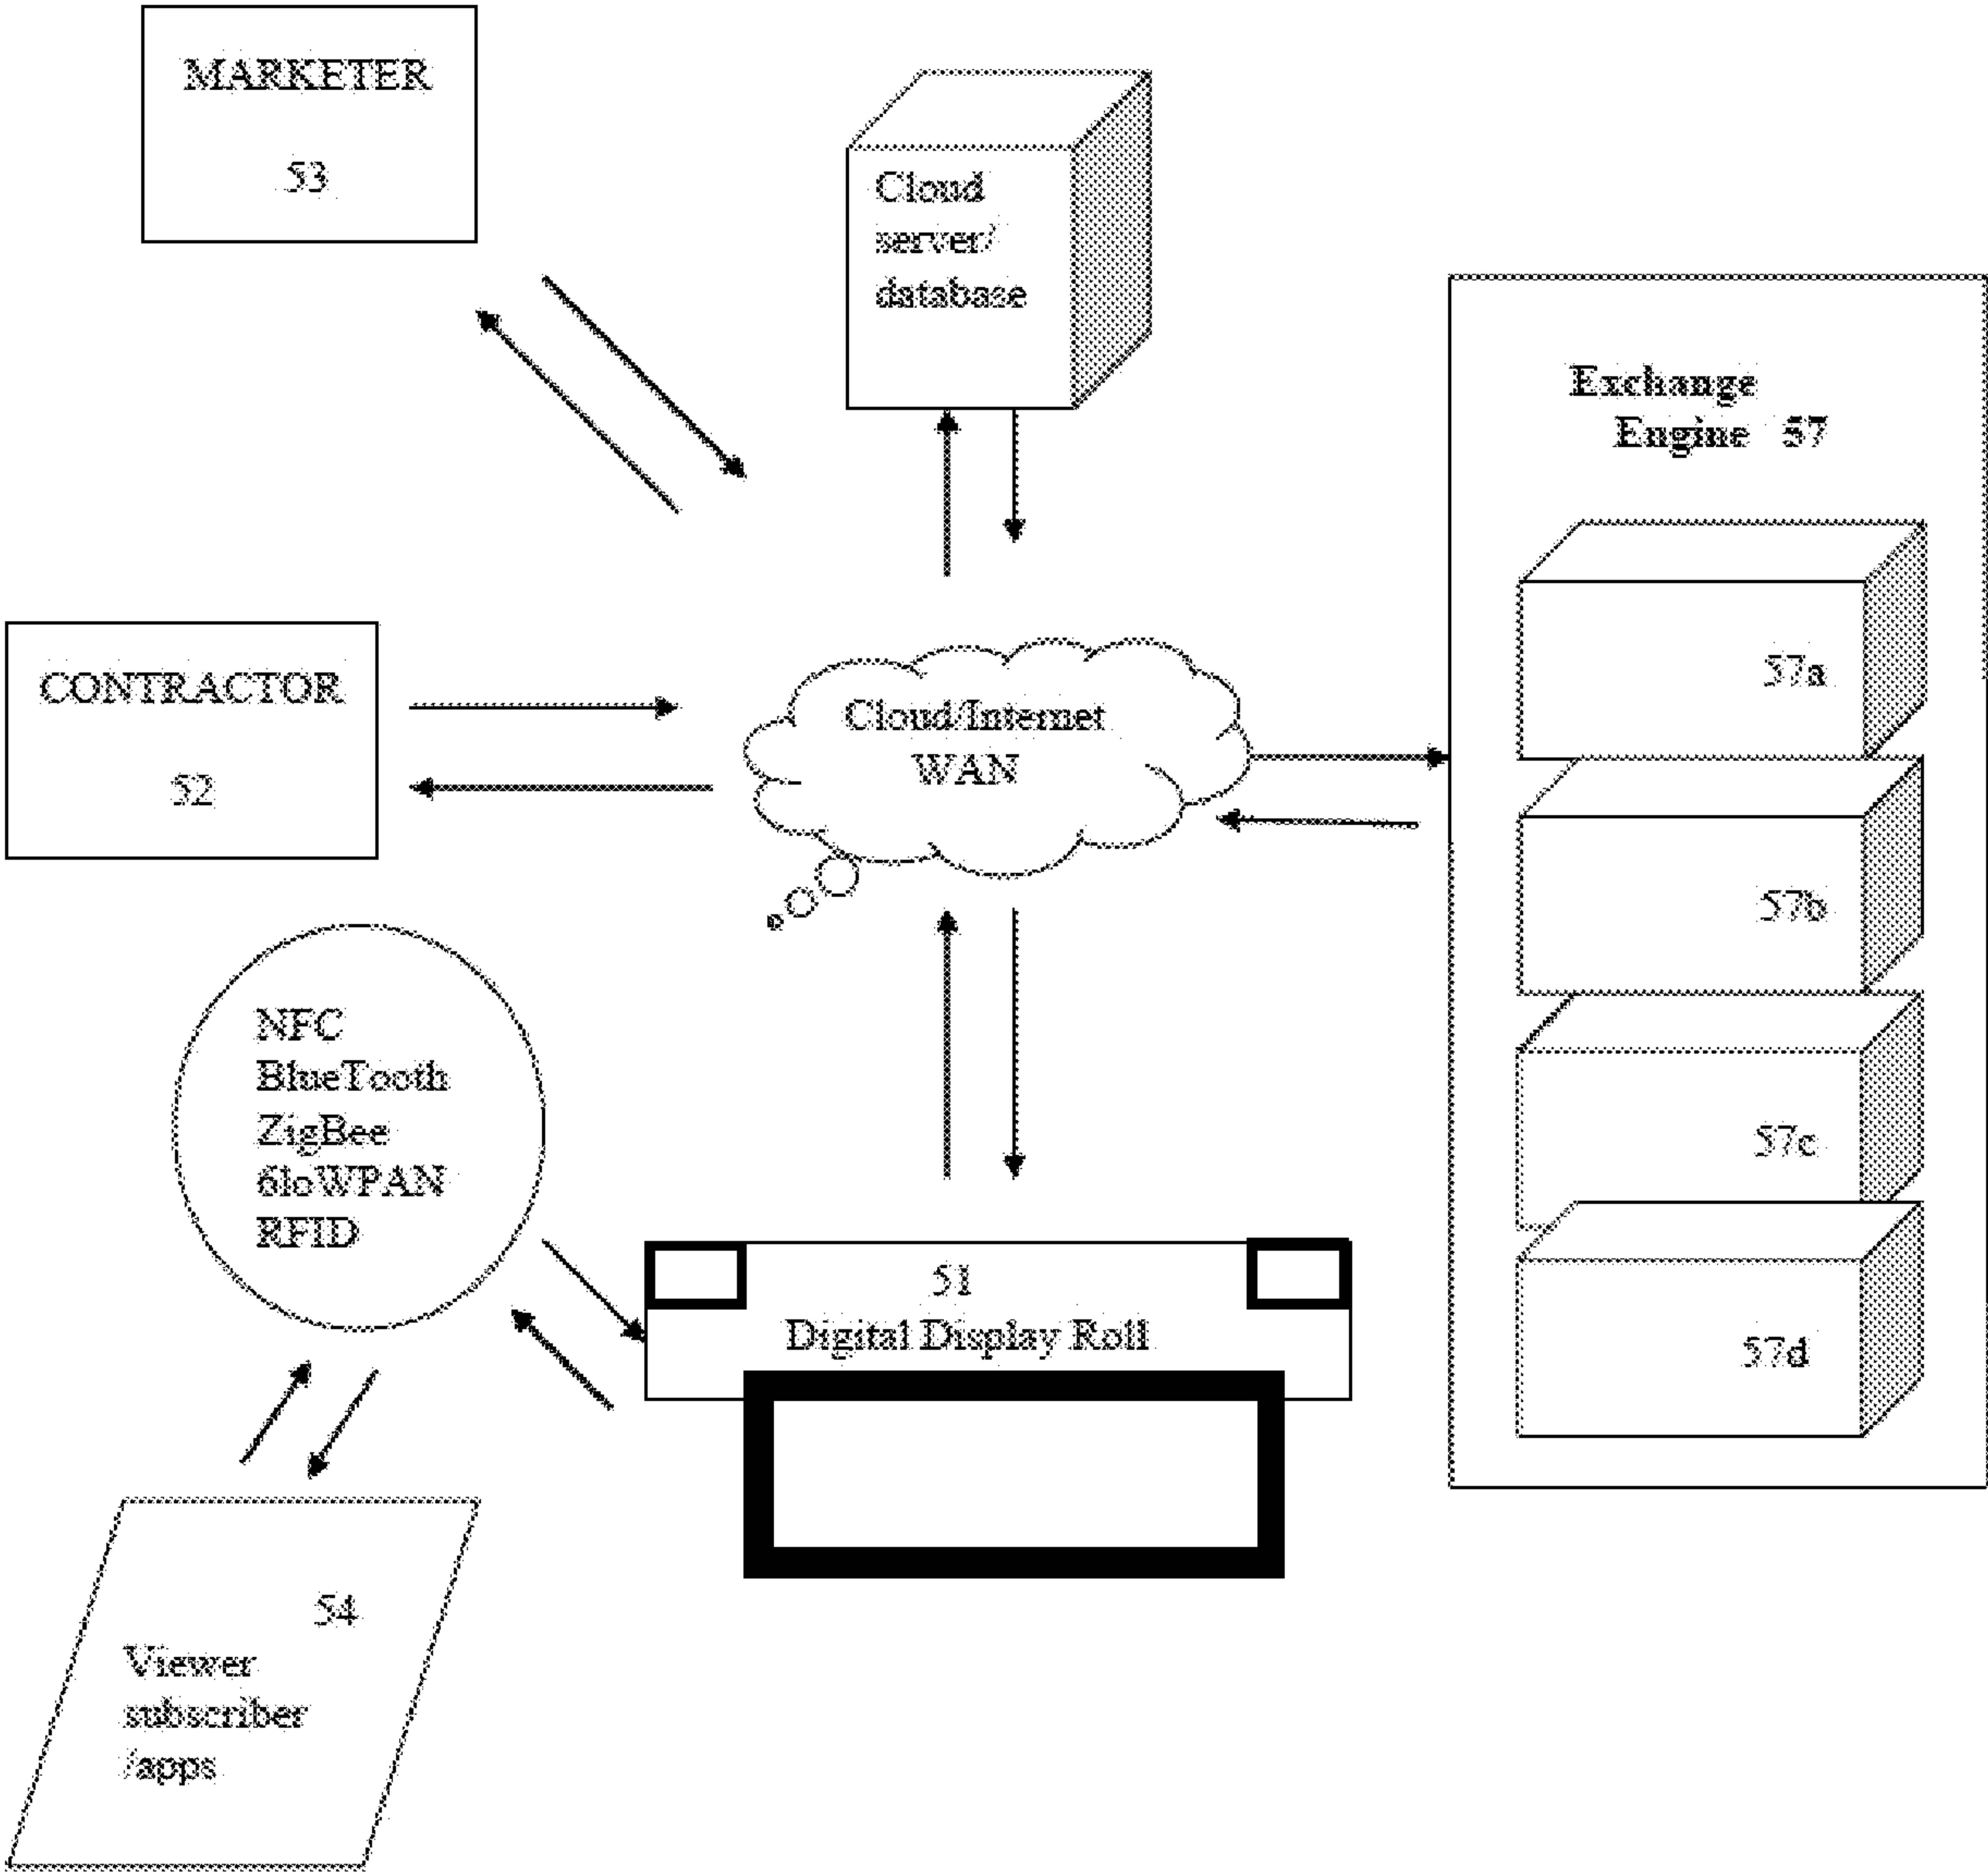 MARKETER
53
Cloud
server/
database
Exchange
Engine 57
57a
57b
57c
57d
CONTRACTOR
52
Cloud/Internet
WAN
NFC
BlueTooth
ZigBee
6loWPAN
RFID
51
Digital Display Roll
54
Viewer
subscriber
/apps